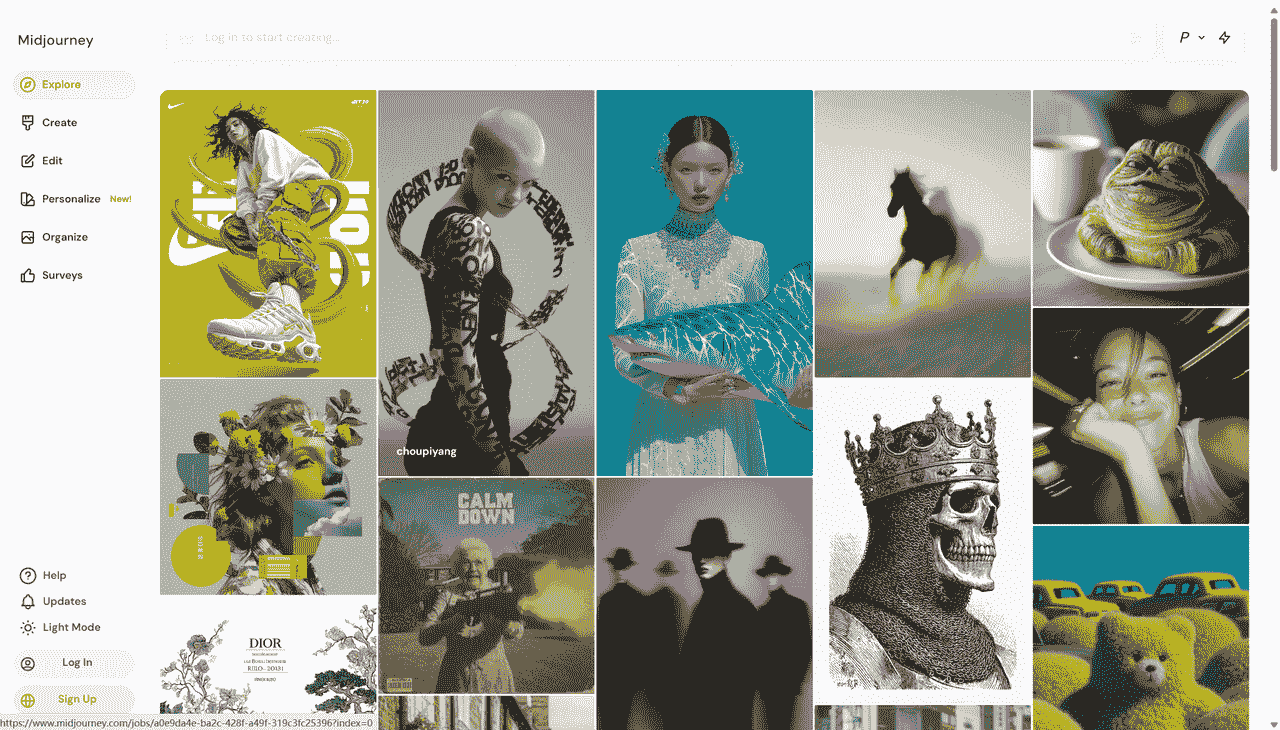 Midjourney
Log in to start creating...
P
Explore
Create
Edit
Personalize New!
Organize
Surveys
choupiyang
CALM
DOWN
DIOR
Help
Updates
Light Mode
Log In
Sign Up
https://www.midjourney.com/jobs/a0e9da4e-ba2c-428f-a49f-319c3fc25396?index=0